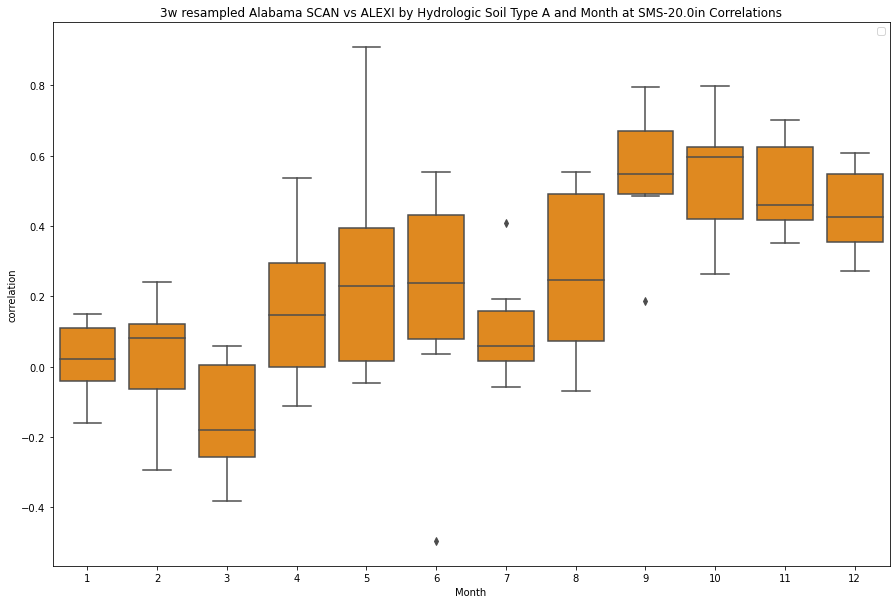 3w resampled Alabama SCAN vs ALEXI by Hydrologic Soil Type A and Month at SMS-20.0in Correlations
0.8
0.6
0.4
0.2
0.0
−0.2
−0.4
correlation
1 2 3 4 5 6 7 8 9 10 11 12
Month